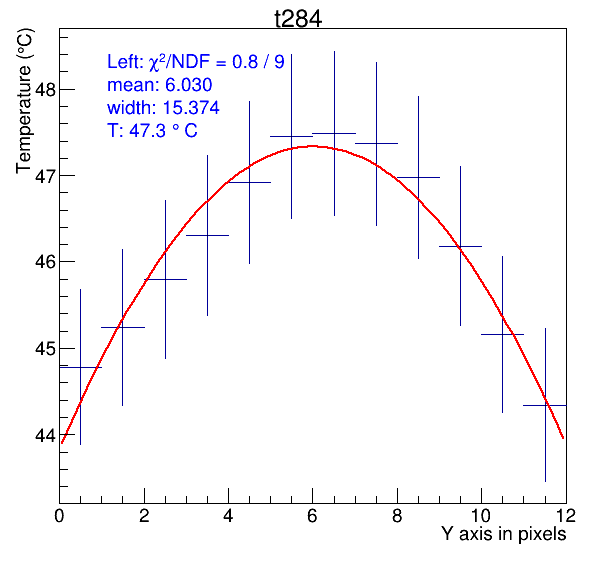 t284
Temperature (°C)
Left: χ²/NDF = 0.8 / 9
mean: 6.030
width: 15.374
T: 47.3 ° C
48
47
46
45
44
0 2 4 6 8 10 12
Y axis in pixels